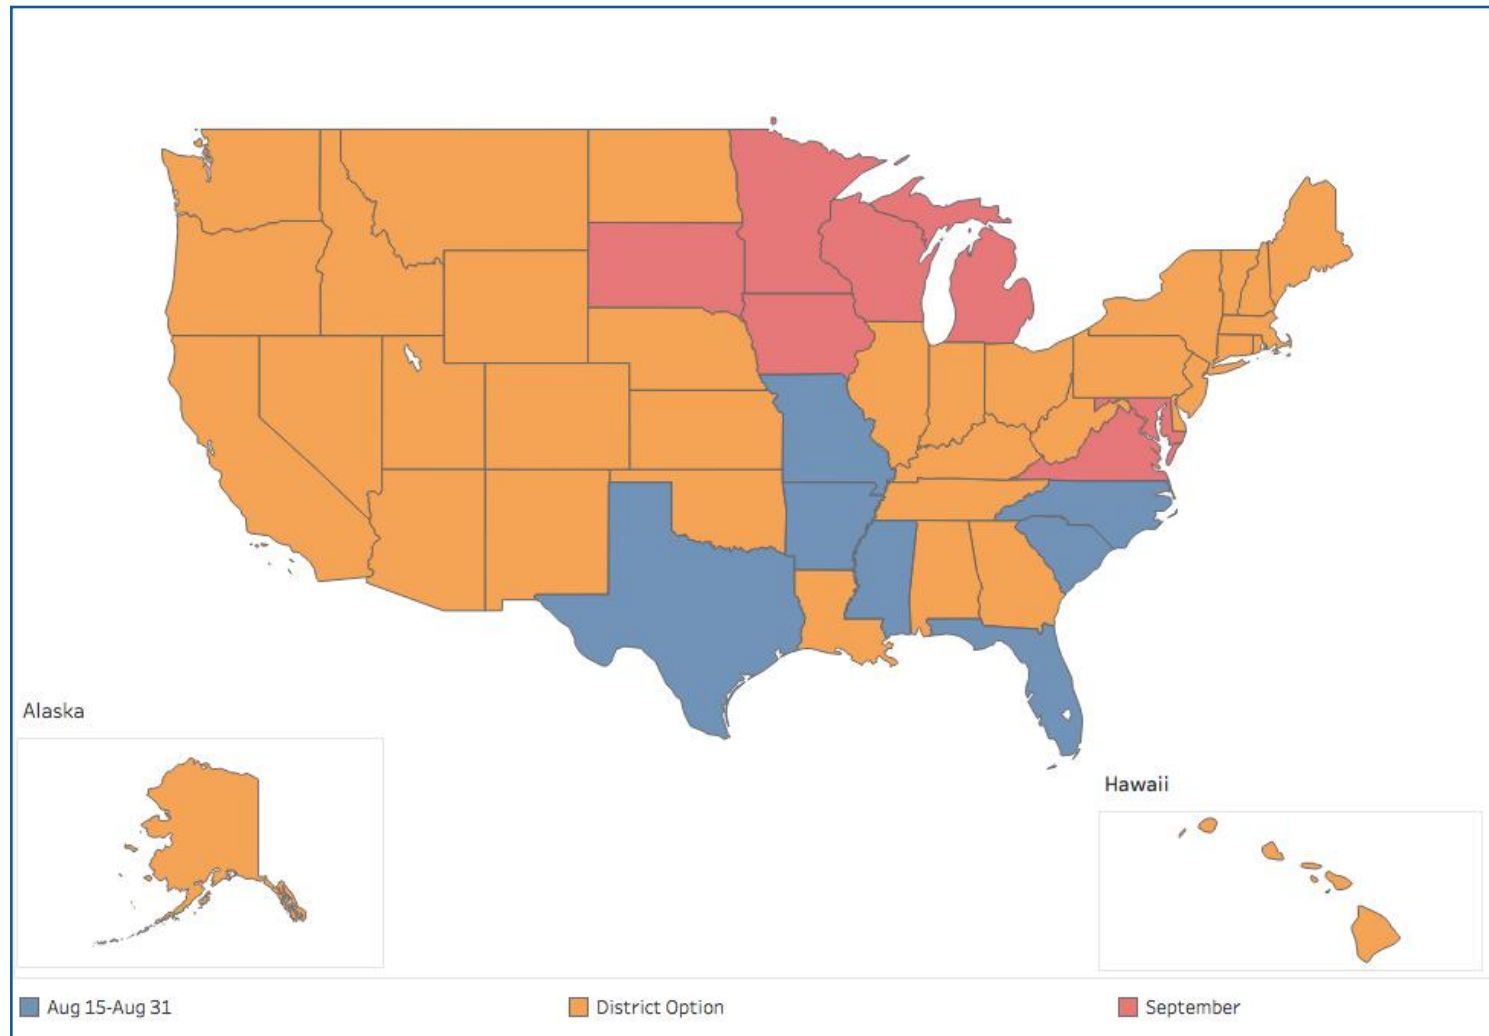 Alaska
Hawaii
Aug 15-Aug 31
District Option
September